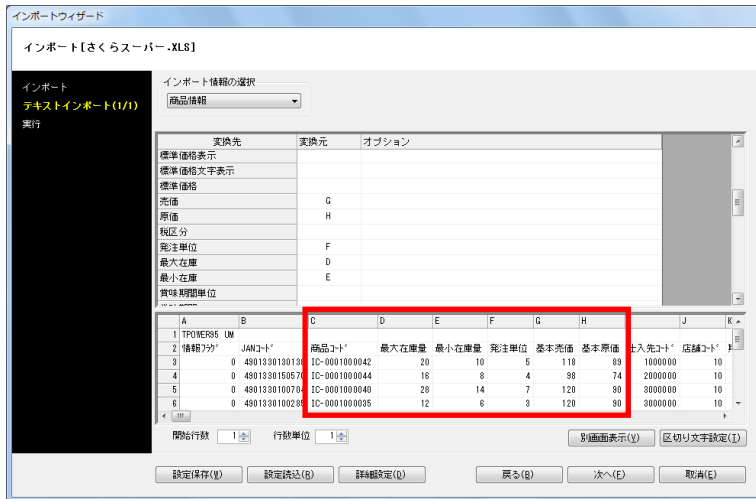 インポートウィザード
インポート[さくらスーパー.XLS]
インポート
テキストインポート(1/1)
実行
インポート情報の選択
商品情報
変換先 変換元 オプション
標準価格表示
標準価格文字表示
標準価格
売価 G
原価 H
税区分
発注単位 F
最大在庫 D
最小在庫 E
賞味期間単位
A B C D E F G H J K
1 TPOWER95 UM
2 情報フラグ JANコード 商品コード 最大在庫量 最小在庫量 発注単位 基本売価 基本原価 仕入先コード 店舗コード
3 0 4901330130138 IC-0001000042 20 10 5 118 89 1000000 10
4 0 490133015057 IC-0001000044 16 8 4 98 74 2000000 10
5 0 490133010070 IC-0001000040 28 14 7 120 90 3000000 10
6 0 490133010028 IC-0001000035 12 6 3 120 90 3000000 10
開始行数 1 行数単位 1 別画面表示(V) 区切り文字設定(I)
設定保存(W) 設定読込(R) 詳細設定(D) 戻る(B) 次へ(F) 取消(E)